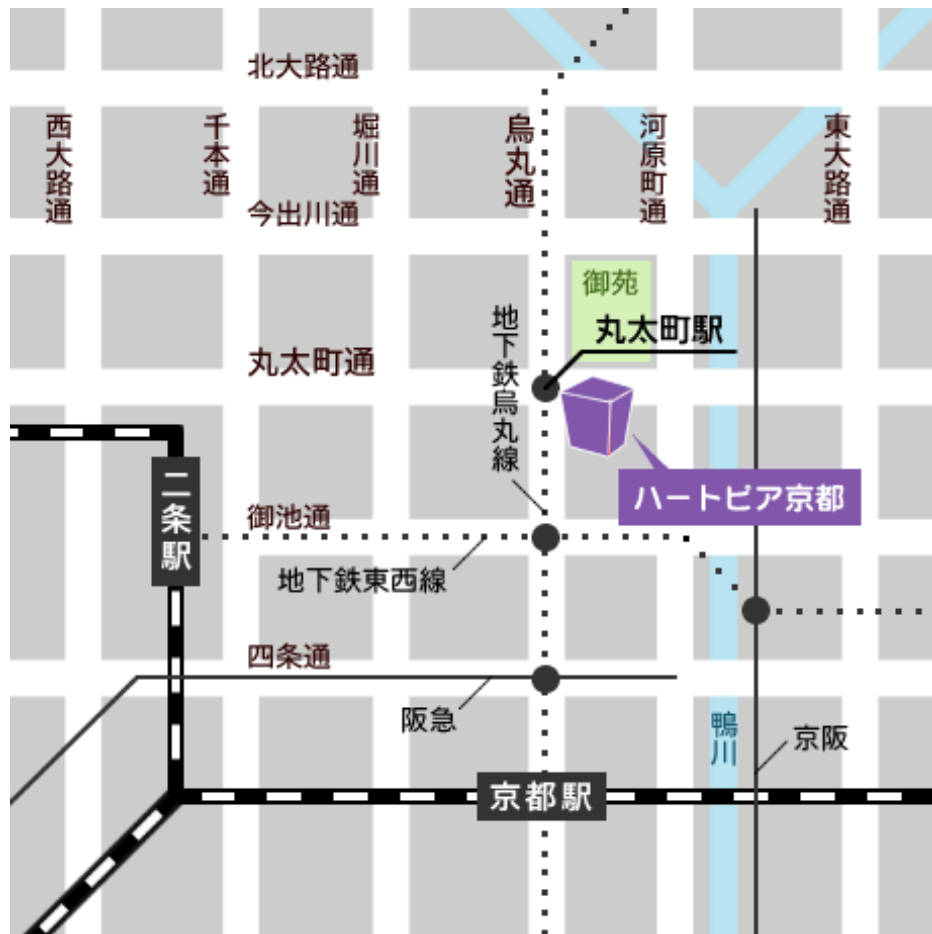 北大路通
西大路通
千本通
堀川通
烏丸通
河原町通
東大路通
今出川通
御苑
丸太町駅
地下鉄烏丸線
丸太町通
二条駅
ハートピア京都
御池通
地下鉄東西線
四条通
阪急
鴨川
京阪
京都駅